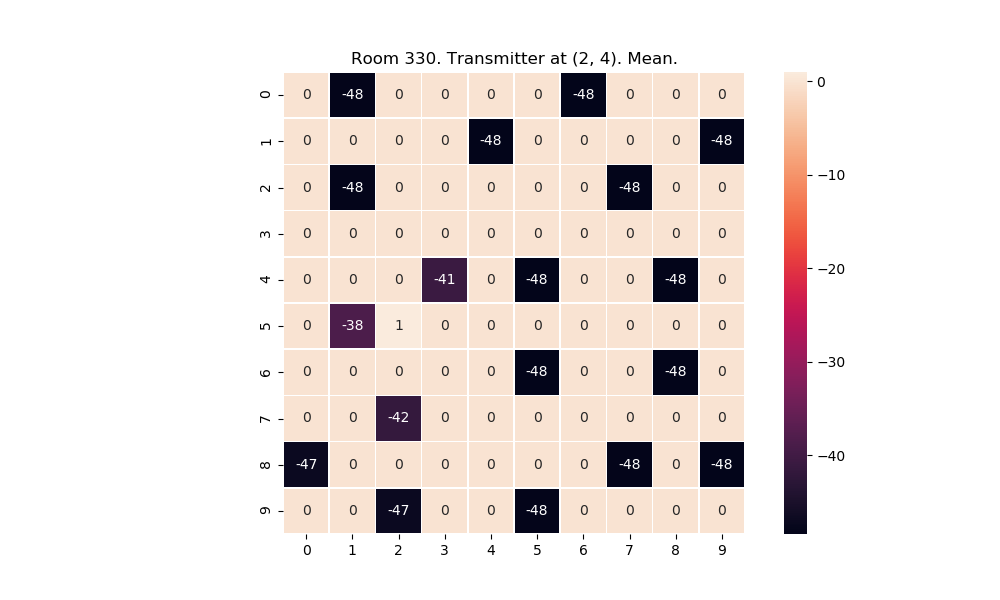 Room 330. Transmitter at (2, 4). Mean.
0 0 -48 0 0 0 0 -48 0 0 0
1 0 0 0 0 -48 0 0 0 0 -48
2 0 -48 0 0 0 0 0 -48 0 0
3 0 0 0 0 0 0 0 0 0 0
4 0 0 0 -41 0 -48 0 0 -48 0
5 0 -38 1 0 0 0 0 0 0 0
6 0 0 0 0 0 -48 0 0 -48 0
7 0 0 -42 0 0 0 0 0 0 0
8 -47 0 0 0 0 0 0 -48 0 -48
9 0 0 -47 0 0 -48 0 0 0 0
0 1 2 3 4 5 6 7 8 9
0
−10
−20
−30
−40